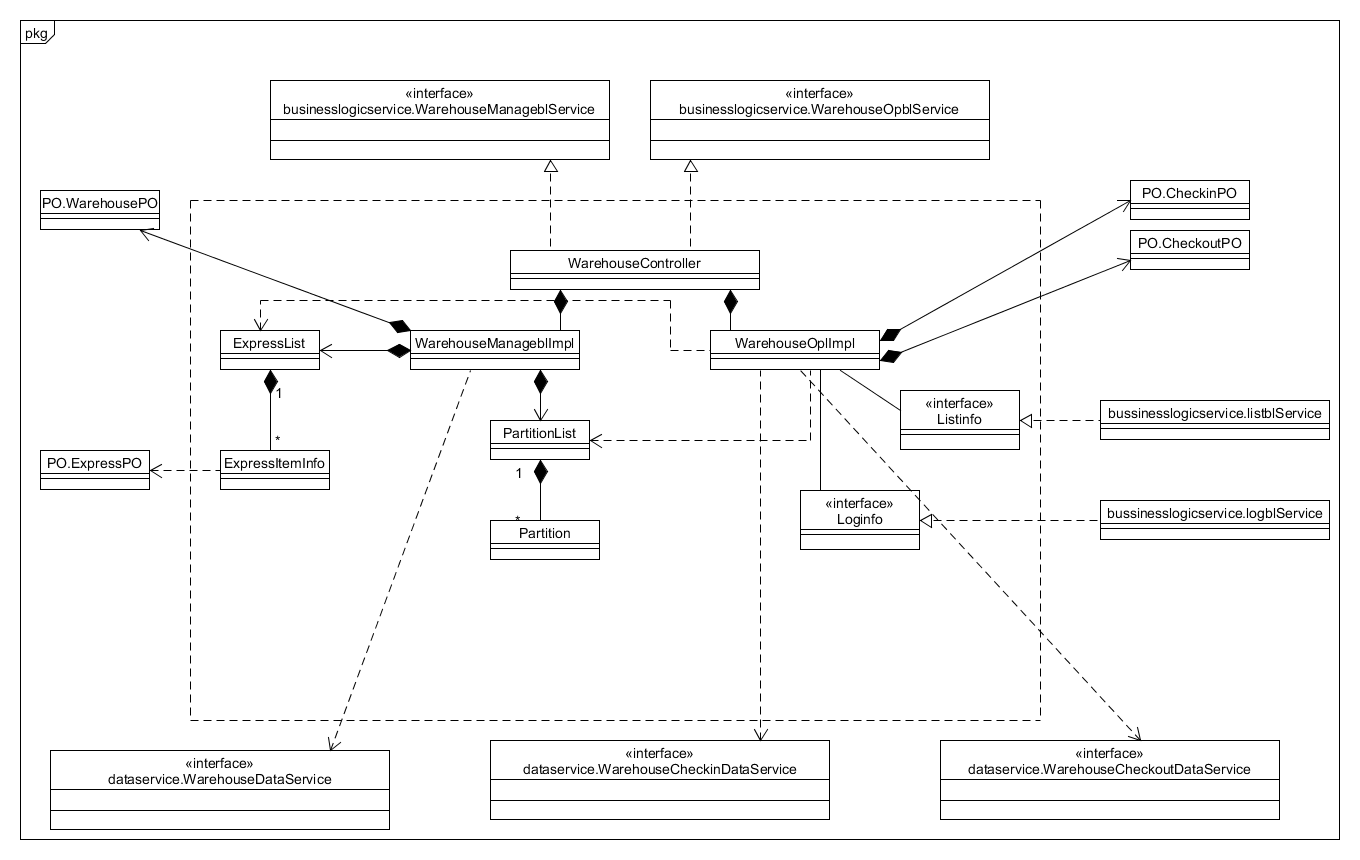 pkg
«interface»
businesslogicservice.WarehouseManageblService
«interface»
businesslogicservice.WarehouseOpblService
PO.WarehousePO
PO.CheckinPO
PO.CheckoutPO
WarehouseController
ExpressList
WarehouseManageblImpl
WarehouseOplImpl
1
«interface»
Listinfo
bussinesslogicservice.listblService
PartitionList
*
PO.ExpressPO
ExpressItemInfo
1
«interface»
Loginfo
bussinesslogicservice.logblService
*
Partition
«interface»
dataservice.WarehouseDataService
«interface»
dataservice.WarehouseCheckinDataService
«interface»
dataservice.WarehouseCheckoutDataService